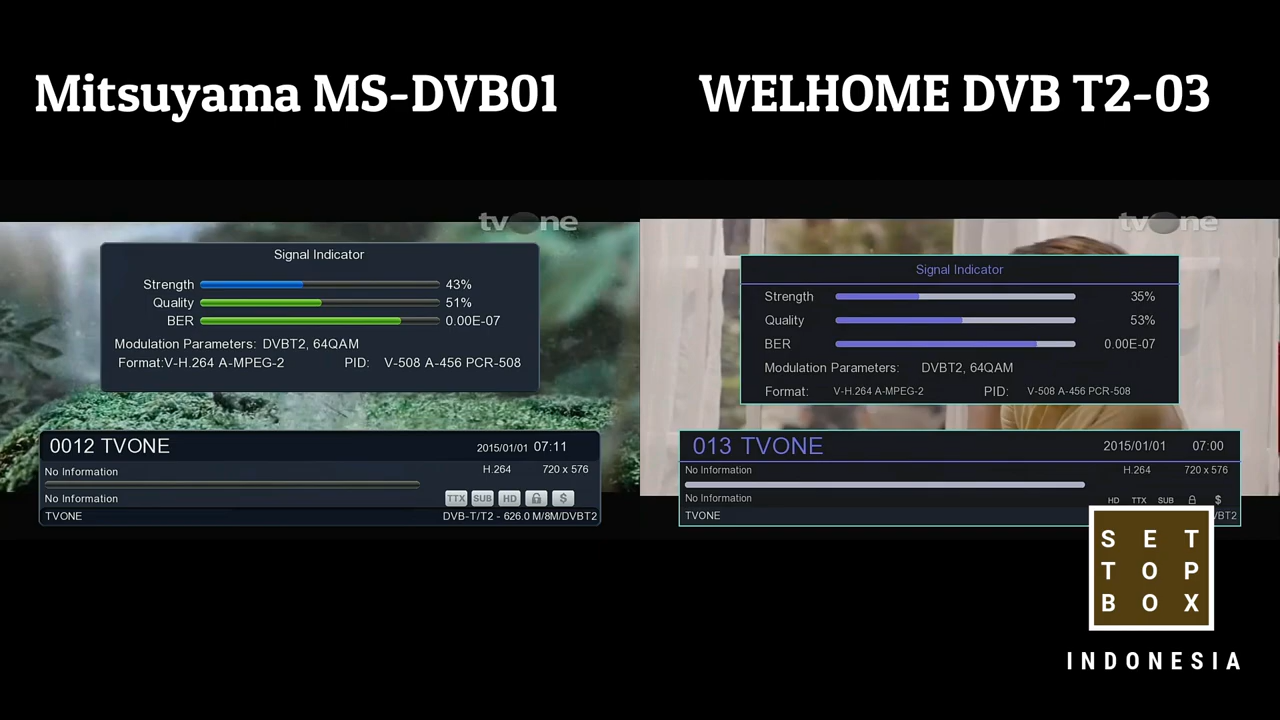 Mitsuyama MS-DVB01
WELHOME DVB T2-03
tvOne
Signal Indicator
Strength 43%
Quality 51%
BER 0.00E-07
Modulation Parameters: DVBT2, 64QAM
Format:V-H.264 A-MPEG-2 PID: V-508 A-456 PCR-508
0012 TVONE 2015/01/01 07:11
No Information H.264 720 x 576
No Information TTX SUB HD $
TVONE DVB-T/T2 - 626.0 M/8M/DVBT2
tvOne
Signal Indicator
Strength 35%
Quality 53%
BER 0.00E-07
Modulation Parameters: DVBT2, 64QAM
Format: V-H.264 A-MPEG-2 PID: V-508 A-456 PCR-508
013 TVONE 2015/01/01 07:00
No Information H.264 720 x 576
No Information HD TTX SUB $
TVONE /BT2
SET
TOP
BOX
INDONESIA